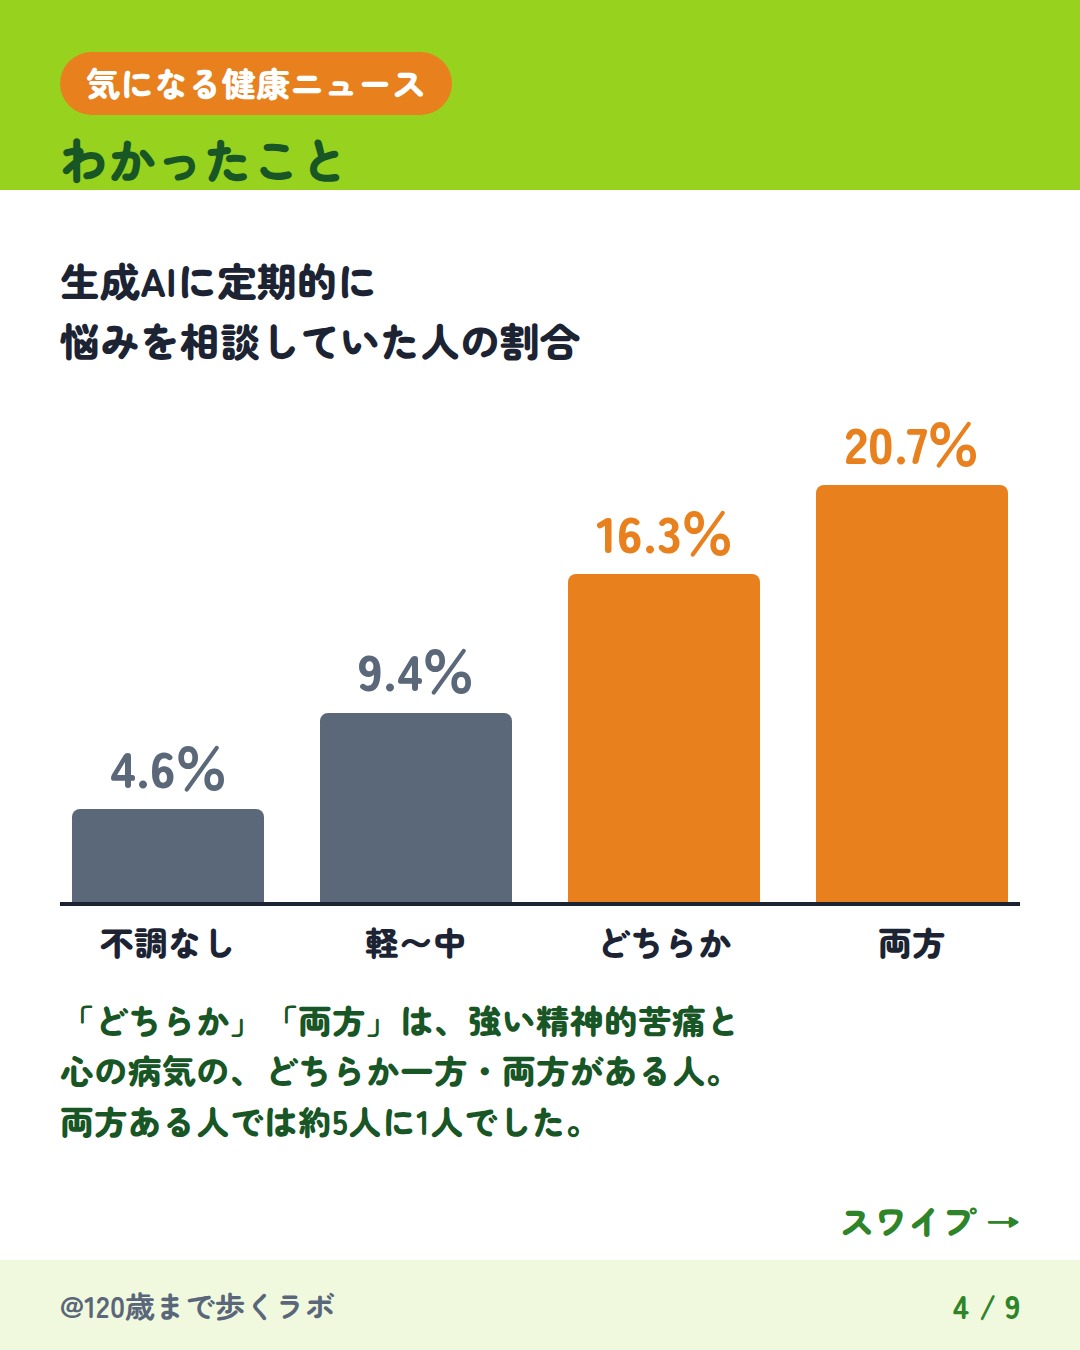 気になる健康ニュース
わかったこと
生成AIに定期的に
悩みを相談していた人の割合
4.6%
9.4%
16.3%
20.7%
不調なし
軽〜中
どちらか
両方
「どちらか」「両方」は、強い精神的苦痛と
心の病気の、どちらか一方・両方がある人。
両方ある人では約5人に1人でした。
スワイプ →
@120歳まで歩くラボ
4 / 9